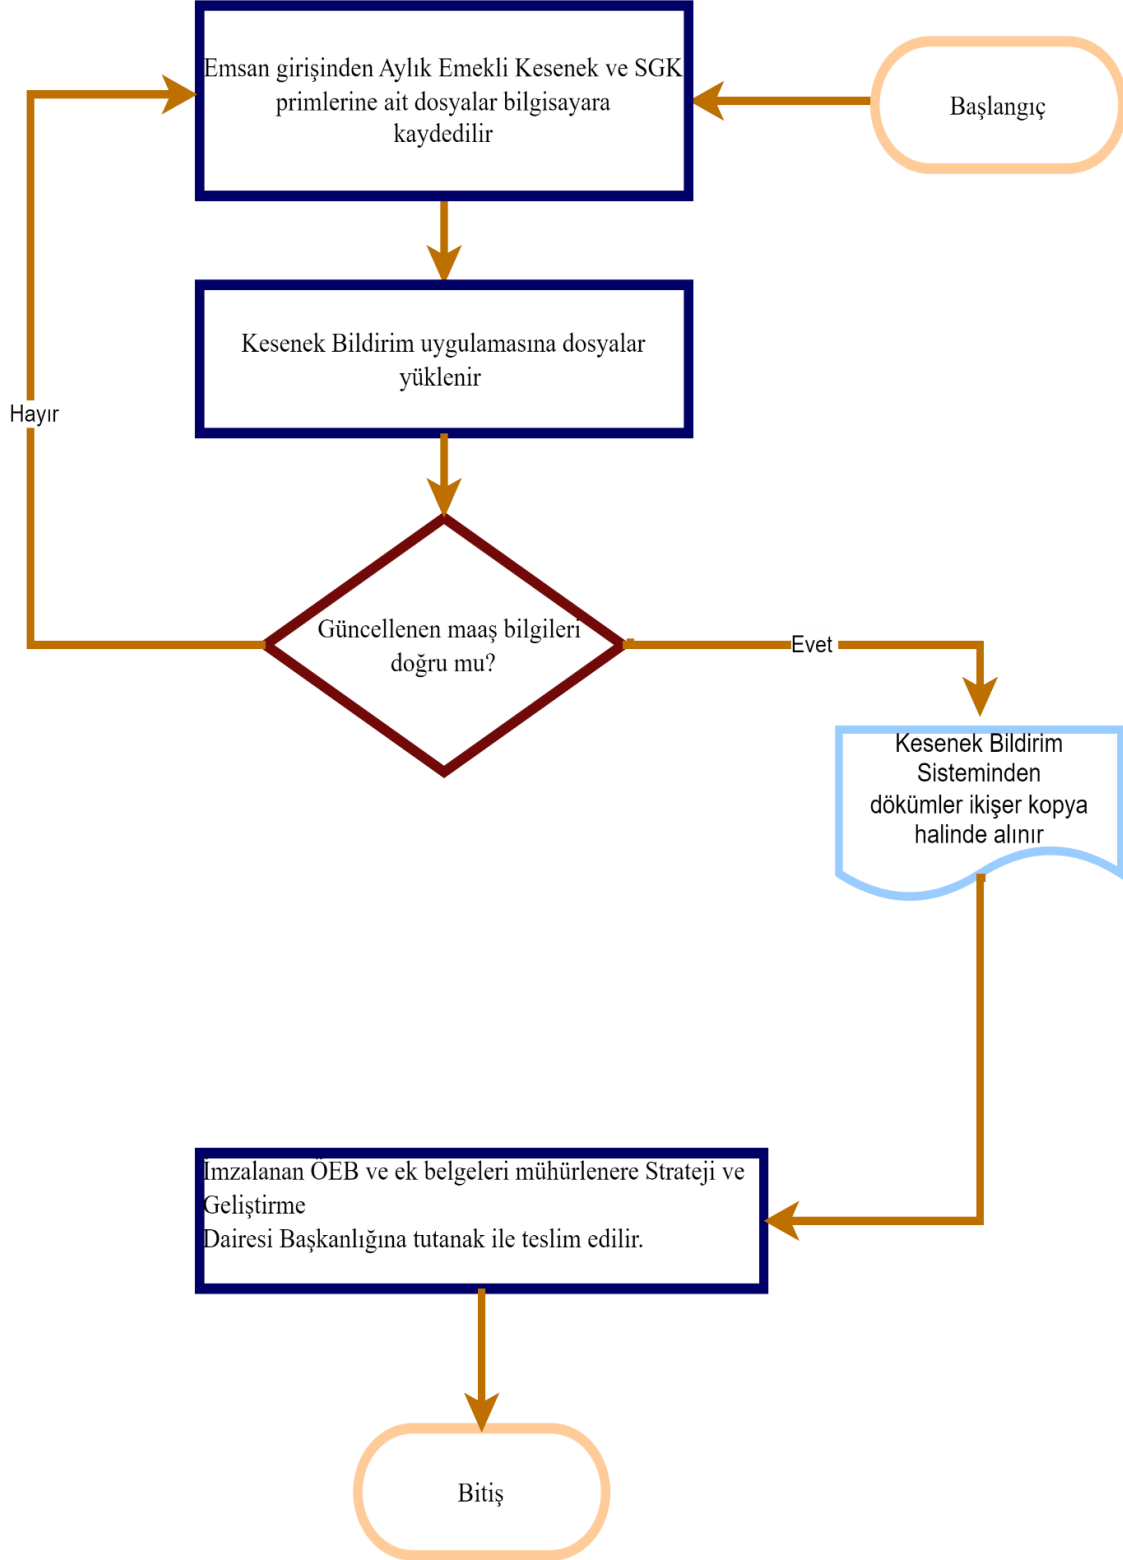 Başlangıç
Emsan girişinden Aylık Emekli Kesenek ve SGK
primlerine ait dosyalar bilgisayara
kaydedilir
Kesenek Bildirim uygulamasına dosyalar
yüklenir
Hayır
Güncellenen maaş bilgileri
doğru mu?
Evet
Kesenek Bildirim
Sisteminden
dökümler ikişer kopya
halinde alınır
İmzalanan ÖEB ve ek belgeleri mühürlenere Strateji ve
Geliştirme
Dairesi Başkanlığına tutanak ile teslim edilir.
Bitiş